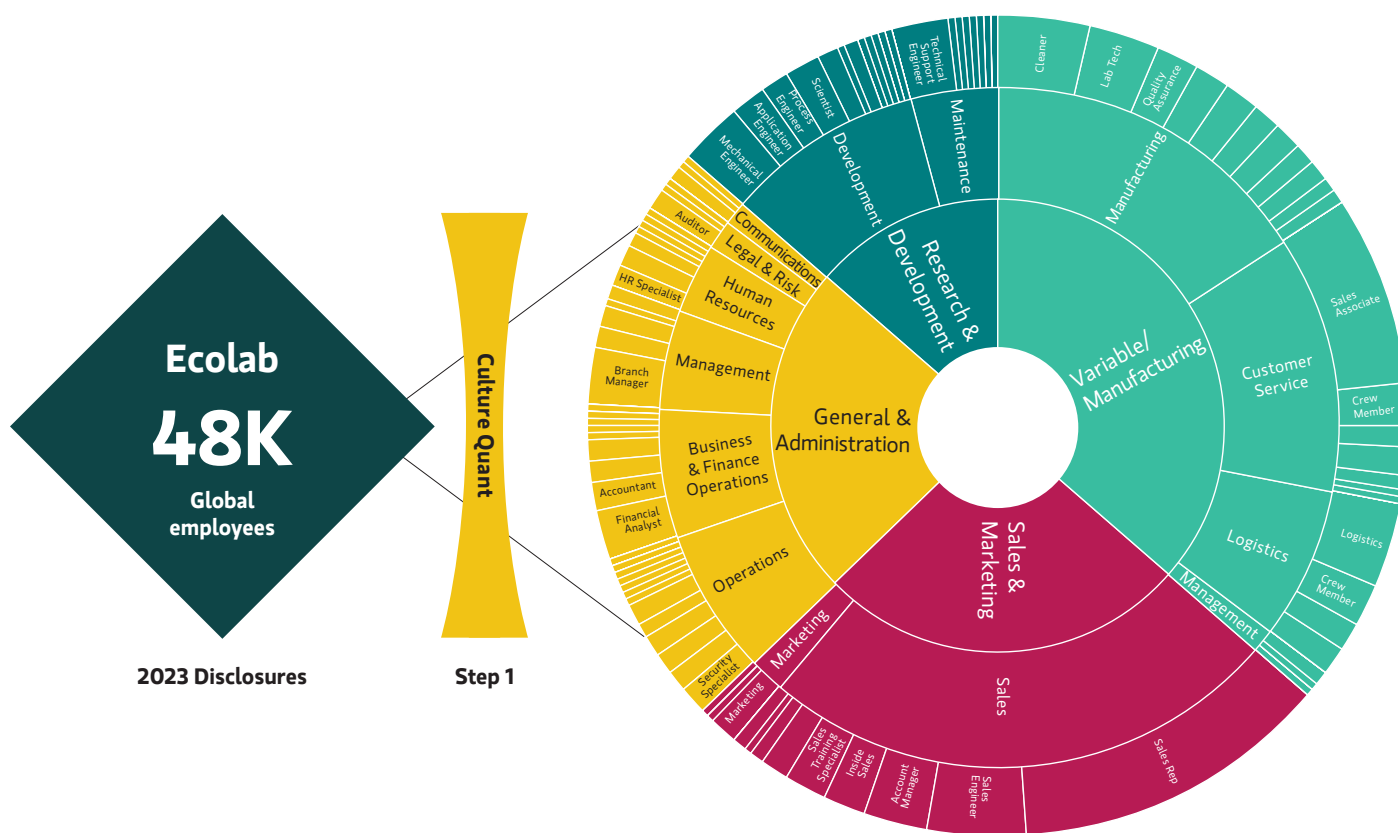 Ecolab
48K
Global
employees
2023 Disclosures
Culture Quant
Step 1
Research &
Development
Development
Mechanical
Engineer
Application
Engineer
Process
Engineer
Scientist
Maintenance
Technical
Support
Engineer
Variable/
Manufacturing
Manufacturing
Cleaner
Lab Tech
Quality
Assurance
Customer
Service
Sales
Associate
Crew
Member
Logistics
Logistics
Crew
Member
Management
Sales &
Marketing
Sales
Sales Rep
Sales
Engineer
Account
Manager
Inside
Sales
Sales
Training
Specialist
Marketing
Marketing
General &
Administration
Operations
Security
Specialist
Business
& Finance
Operations
Financial
Analyst
Accountant
Management
Branch
Manager
Human
Resources
HR Specialist
Legal & Risk
Auditor
Communications